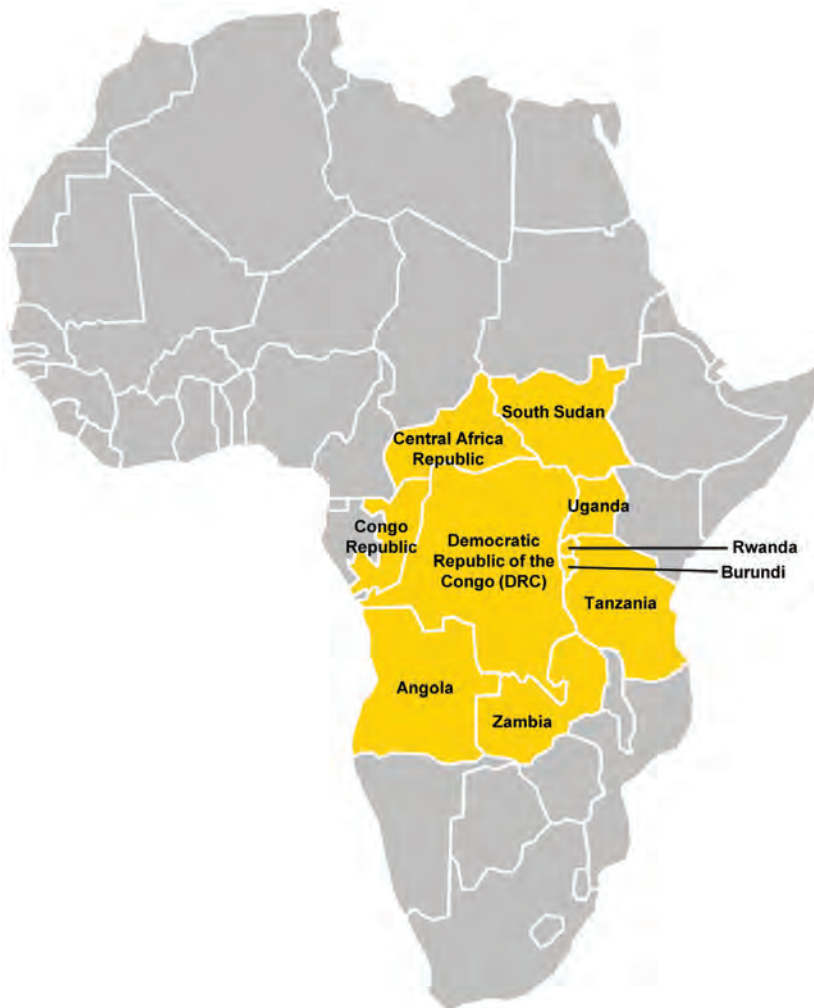 South Sudan
Central Africa
Republic
Uganda
Congo
Republic
Democratic
Republic of the
Congo (DRC)
Rwanda
Burundi
Tanzania
Angola
Zambia